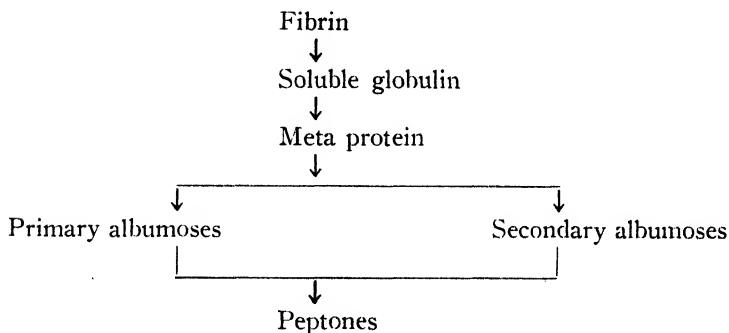 Fibrin
Soluble globulin
Meta protein
Primary albumoses Secondary albumoses
Peptones